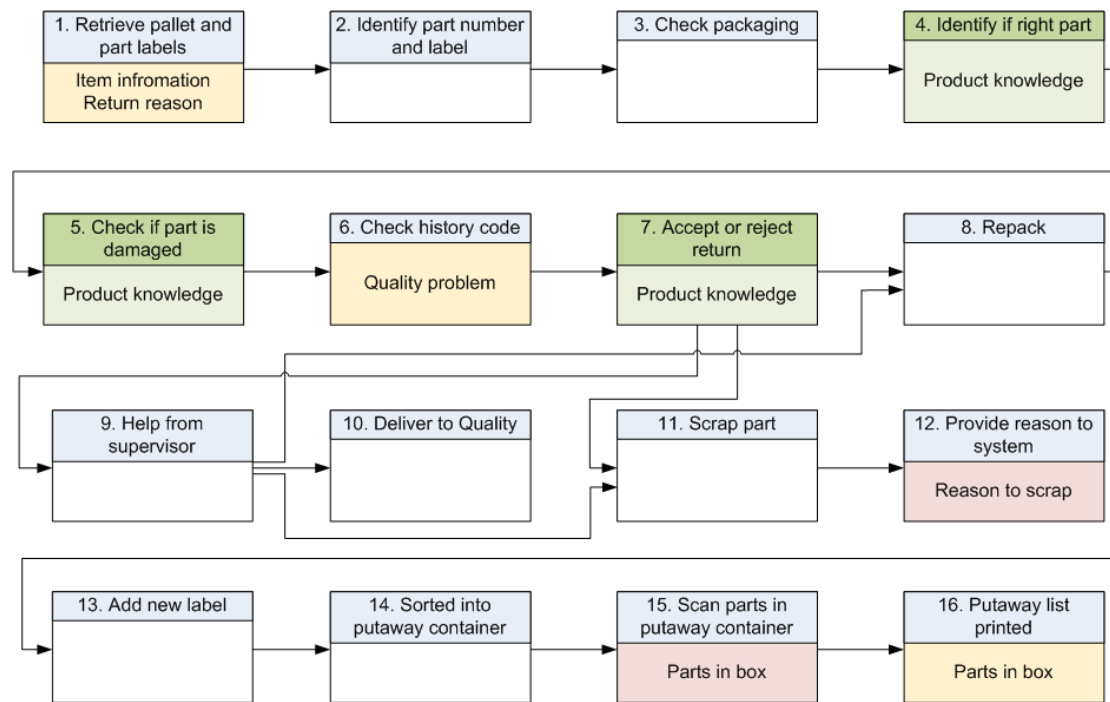 1. Retrieve pallet and
part labels
Item infromation
Return reason
2. Identify part number
and label
3. Check packaging
4. Identify if right part
Product knowledge
5. Check if part is
damaged
Product knowledge
6. Check history code
Quality problem
7. Accept or reject
return
Product knowledge
8. Repack
9. Help from
supervisor
10. Deliver to Quality
11. Scrap part
12. Provide reason to
system
Reason to scrap
13. Add new label
14. Sorted into
putaway container
15. Scan parts in
putaway container
Parts in box
16. Putaway list
printed
Parts in box